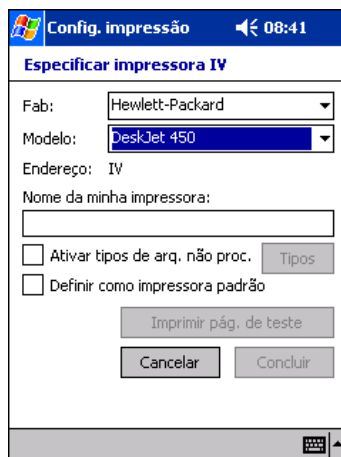 Config. impressão 08:41
Especificar impressora IV
Fab: Hewlett-Packard
Modelo: DeskJet 450
Endereço: IV
Nome da minha impressora:
Ativar tipos de arq. não proc. Tipos
Definir como impressora padrão
Imprimir pág. de teste
Cancelar Concluir